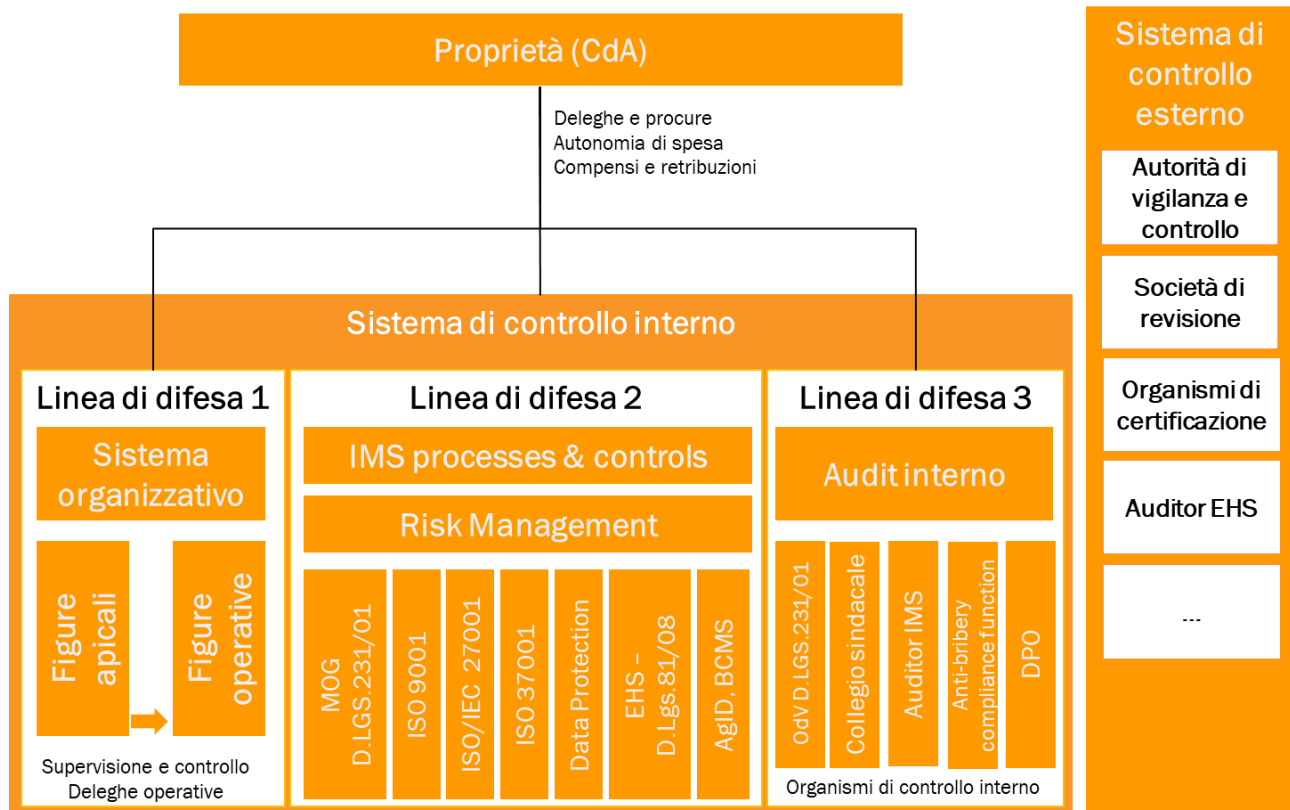 Proprietà (CdA)
Deleghe e procure
Autonomia di spesa
Compensi e retribuzioni
Sistema di controllo interno
Linea di difesa 1
Sistema
organizzativo
Figure
apicali
Figure
operative
Supervisione e controllo
Deleghe operative
Linea di difesa 2
IMS processes & controls
Risk Management
MOG
D.LGS.231/01
ISO 9001
ISO/IEC 27001
ISO 37001
Data Protection
EHS –
D.Lgs.81/08
AgID, BCMS
Linea di difesa 3
Audit interno
OdV D.LGS.231/01
Collegio sindacale
Auditor IMS
Anti-bribery
compliance function
DPO
Organismi di controllo interno
Sistema di
controllo
esterno
Autorità di
vigilanza e
controllo
Società di
revisione
Organismi di
certificazione
Auditor EHS
...